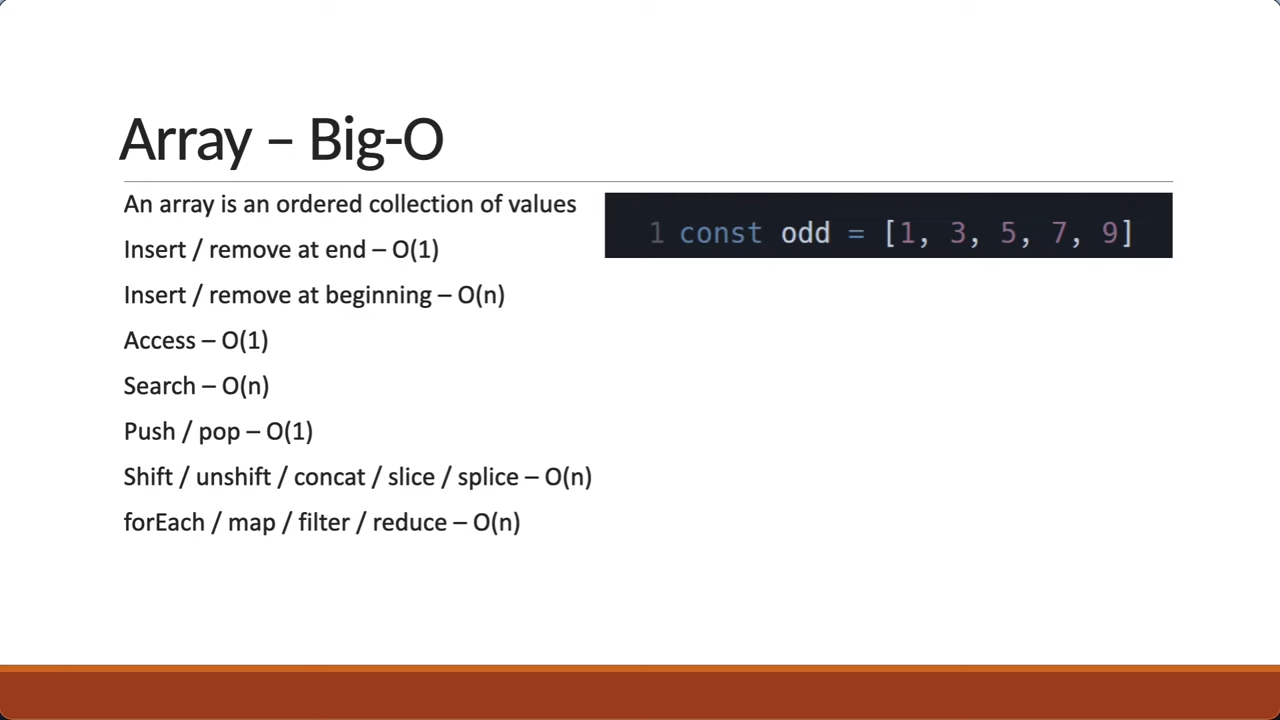 Array – Big-O
An array is an ordered collection of values
Insert / remove at end – O(1)
Insert / remove at beginning – O(n)
Access – O(1)
Search – O(n)
Push / pop – O(1)
Shift / unshift / concat / slice / splice – O(n)
forEach / map / filter / reduce – O(n)
1 const odd = [1, 3, 5, 7, 9]